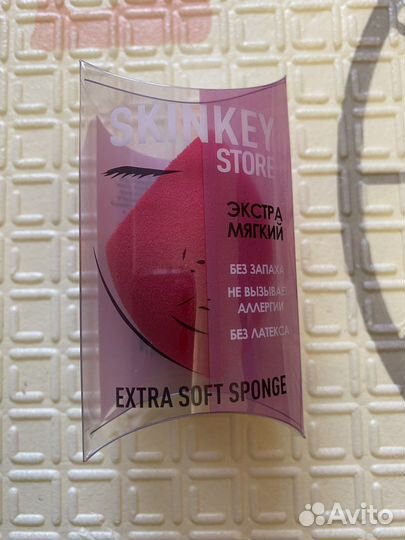 SKINKEY
STORE
ЭКСТРА
МЯГКИЙ
БЕЗ ЗАПАХА
НЕ ВЫЗЫВАЕТ
АЛЛЕРГИИ
БЕЗ ЛАТЕКСА
EXTRA SOFT SPONGE
Avito